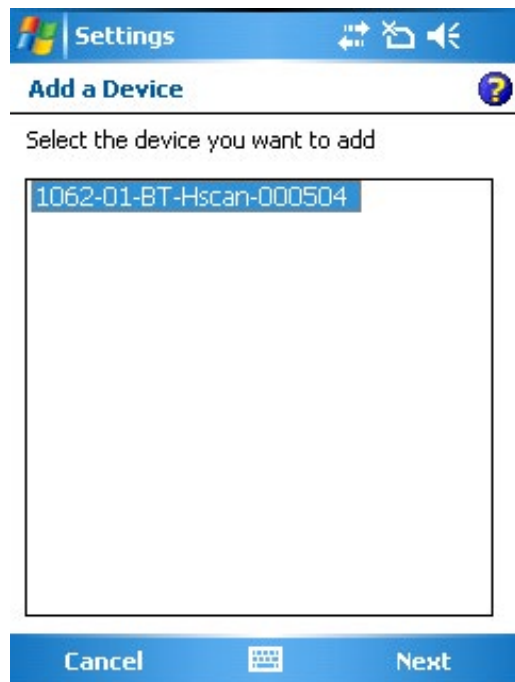 Settings
Add a Device
Select the device you want to add
1062-01-BT-Hscan-000504
Cancel
Next